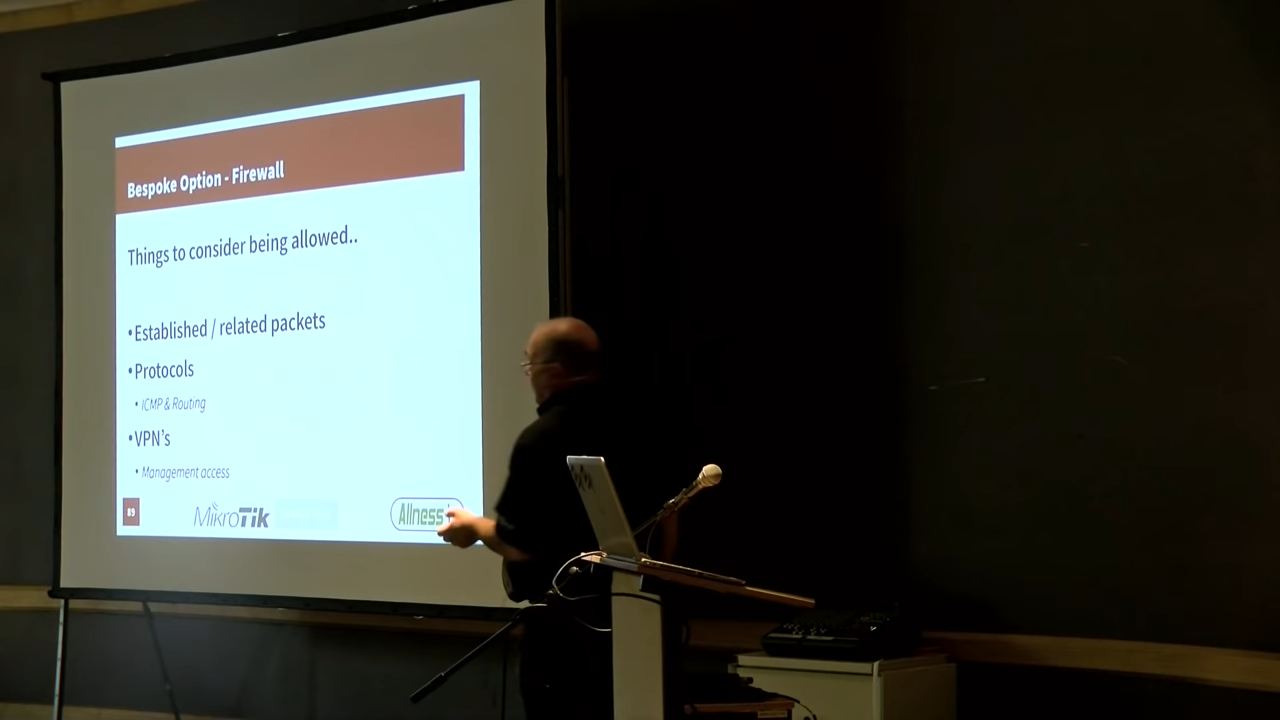 Bespoke Option - Firewall
Things to consider being allowed..
•Established / related packets
•Protocols
•ICMP & Routing
•VPN's
•Management access
89
MikroTik
Allness